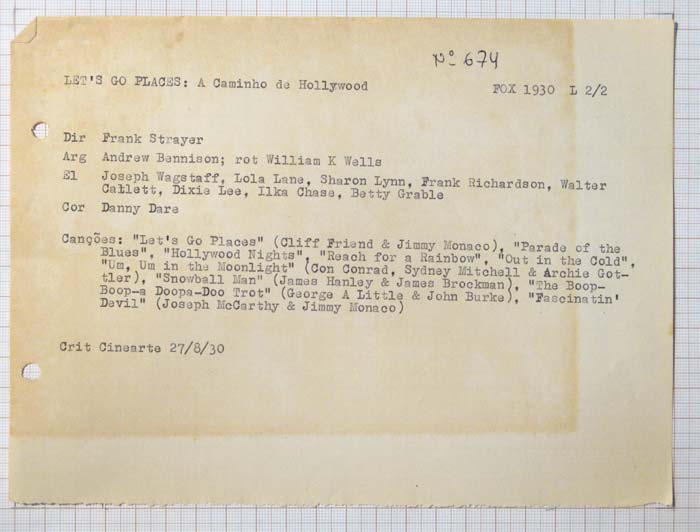 Nº 674
LET'S GO PLACES: A Caminho de Hollywood FOX 1930 L 2/2
Dir Frank Strayer
Arg Andrew Bennison; rot William K Wells
El Joseph Wagstaff, Lola Lane, Sharon Lynn, Frank Richardson, Walter
Callett, Dixie Lee, Ilka Chase, Betty Grable
Cor Danny Dare
Canções: "Let's Go Places" (Cliff Friend & Jimmy Monaco), "Parade of the
Blues", "Hollywood Nights", "Reach for a Rainbow", "Out in the Cold",
"Um, Um in the Moonlight" (Con Conrad, Sydney Mitchell & Archie Got-
tler), "Snowball Man" (James Hanley & James Brockman), "The Boop-
Boop-a Doopa-Doo Trot" (George A Little & John Burke), "Fascinatin'
Devil" (Joseph McCarthy & Jimmy Monaco)
Crit Cinearte 27/8/30